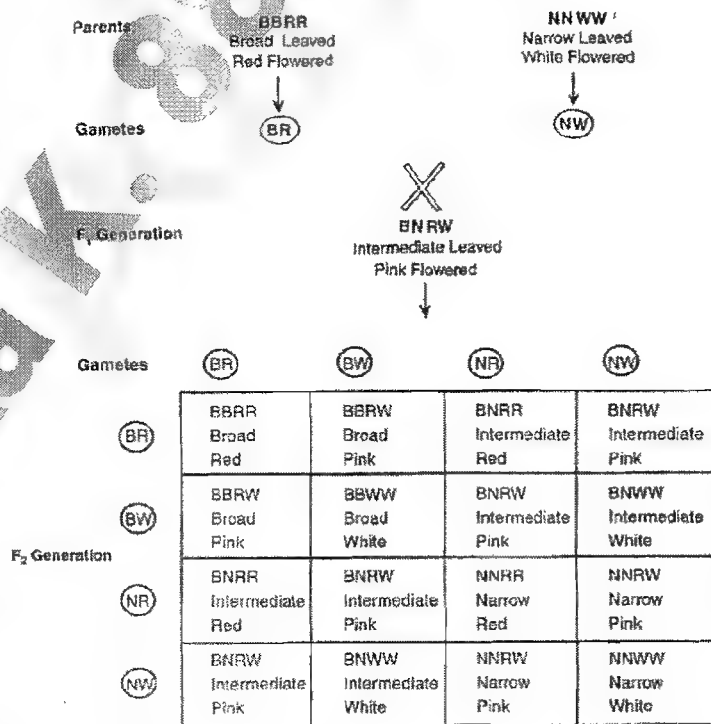 Parents
BBRR
Broad Leaved
Red Flowered
NNWW
Narrow Leaved
White Flowered
Gametes
BR
NW
F₁ Generation
BNRW
Intermediate Leaved
Pink Flowered
Gametes
BR BW NR NW
BR
BBRR BBRW BNRR BNRW
Broad Broad Intermediate Intermediate
Red Pink Red Pink
BW
BBRW BBWW BNRW BNWW
Broad Broad Intermediate Intermediate
Pink White Pink White
F₂ Generation
NR
BNRR BNRW NNRR NNRW
Intermediate Intermediate Narrow Narrow
Red Pink Red Pink
NW
BNRW BNWW NNRW NNWW
Intermediate Intermediate Narrow Narrow
Pink White Pink White